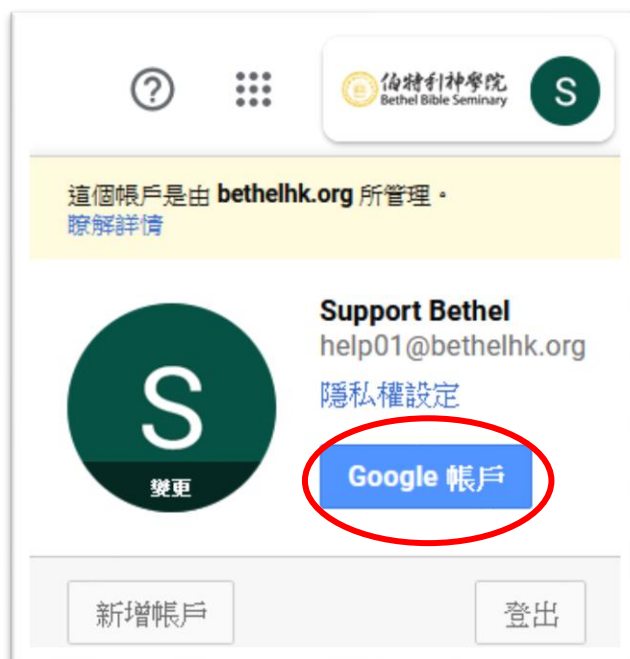 伯特利神學院
Bethel Bible Seminary
S
這個帳戶是由 bethelhk.org 所管理。
瞭解詳情
Support Bethel
help01@bethelhk.org
隱私權設定
S
變更
Google 帳戶
新增帳戶
登出